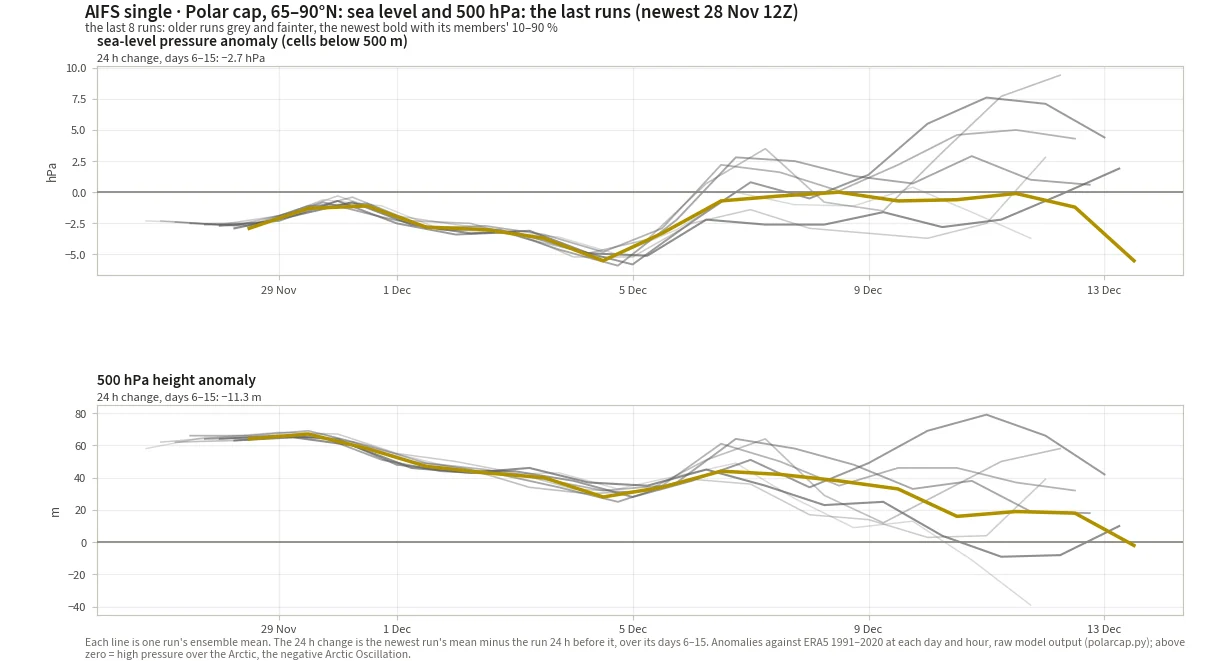 AIFS single · Polar cap, 65–90°N: sea level and 500 hPa: the last runs (newest 28 Nov 12Z)
the last 8 runs: older runs grey and fainter, the newest bold with its members' 10–90 %
sea-level pressure anomaly (cells below 500 m)
24 h change, days 6–15: −2.7 hPa
10.0
7.5
5.0
2.5
0.0
−2.5
−5.0
hPa
29 Nov
1 Dec
5 Dec
9 Dec
13 Dec
500 hPa height anomaly
24 h change, days 6–15: −11.3 m
80
60
40
20
0
−20
−40
m
29 Nov
1 Dec
5 Dec
9 Dec
13 Dec
Each line is one run's ensemble mean. The 24 h change is the newest run's mean minus the run 24 h before it, over its days 6–15. Anomalies against ERA5 1991–2020 at each day and hour, raw model output (polarcap.py); above
zero = high pressure over the Arctic, the negative Arctic Oscillation.